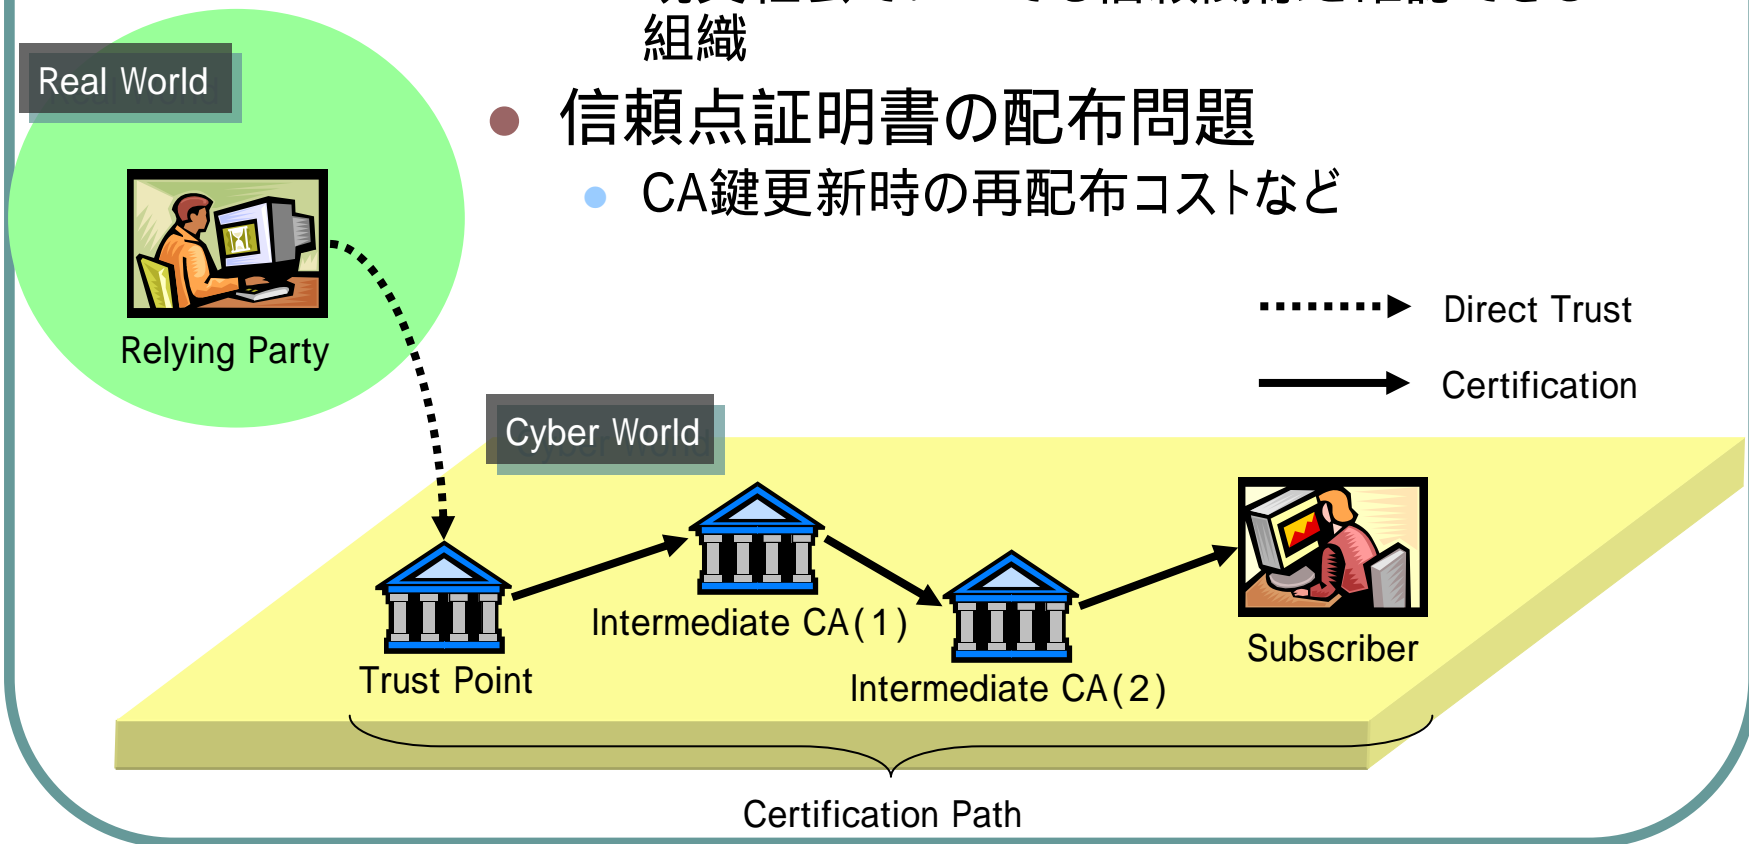 組織
Real World
• 信頼点証明書の配布問題
• CA鍵更新時の再配布コストなど
Relying Party
Direct Trust
Certification
Cyber World
Intermediate CA(1)
Subscriber
Trust Point
Intermediate CA(2)
Certification Path